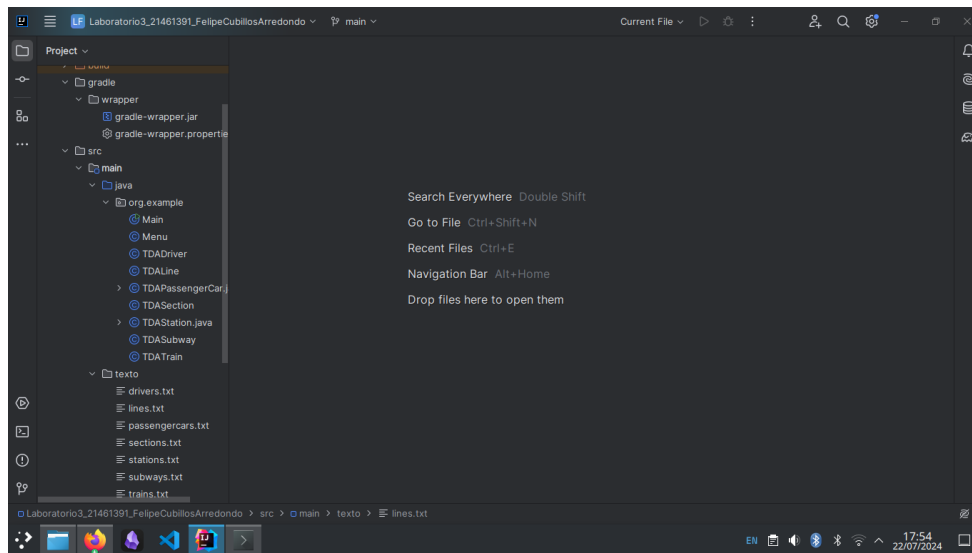 LF Laboratorio3_21461391_FelipeCubillosArredondo main Current File
Project
build
gradle
wrapper
gradle-wrapper.jar
gradle-wrapper.propertie
src
main
java
org.example
Main
Menu
TDADriver
TDALine
TDAPassengerCar.j
TDASection
TDAStation.java
TDASubway
TDATrain
texto
drivers.txt
lines.txt
passengercars.txt
sections.txt
stations.txt
subways.txt
trains.txt
Search Everywhere Double Shift
Go to File Ctrl+Shift+N
Recent Files Ctrl+E
Navigation Bar Alt+Home
Drop files here to open them
Laboratorio3_21461391_FelipeCubillosArredondo > src > main > texto > lines.txt
EN 17:54
22/07/2024